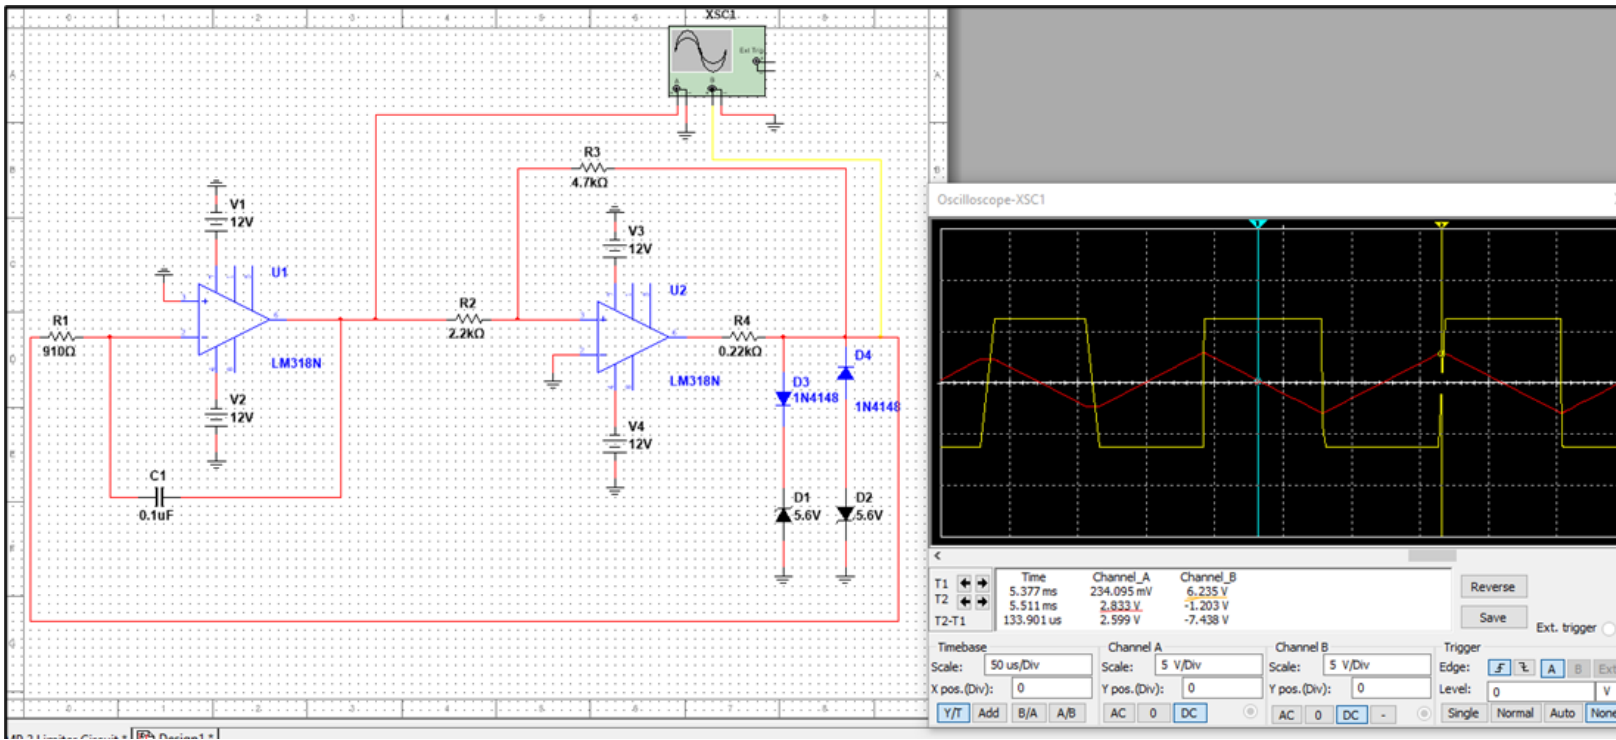 XSC1
Ext Trig
A
B
R3
4.7kΩ
V1
12V
V3
12V
U1
U2
R2
2.2kΩ
R1
910Ω
R4
0.22kΩ
LM318N
LM318N
D4
1N4148
D3
1N4148
V2
12V
V4
12V
C1
0.1uF
D1
5.6V
D2
5.6V
Design1 *
Oscilloscope-XSC1
Time Channel_A Channel_B
T1 5.377 ms 234.095 mV 6.235 V
T2 5.511 ms 2.833 V -1.203 V
T2-T1 133.901 us 2.599 V -7.438 V
Reverse
Save
Ext. trigger
Timebase Channel A Channel B Trigger
Scale: 50 us/Div Scale: 5 V/Div Scale: 5 V/Div Edge: A B Ext
X pos.(Div): 0 Y pos.(Div): 0 Y pos.(Div): 0 Level: 0 V
Y/T Add B/A A/B AC 0 DC AC 0 DC - Single Normal Auto None